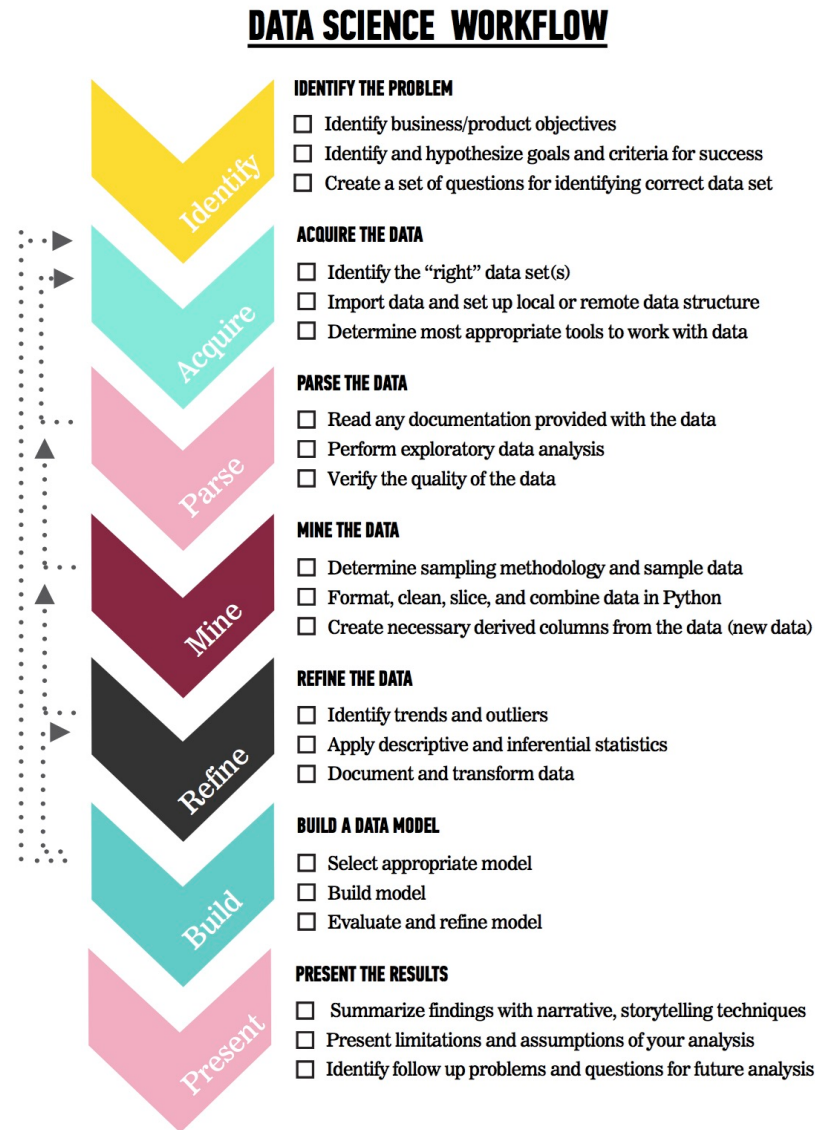 DATA SCIENCE WORKFLOW
IDENTIFY THE PROBLEM
Identify business/product objectives
Identify and hypothesize goals and criteria for success
Create a set of questions for identifying correct data set
Identify
ACQUIRE THE DATA
Identify the “right” data set(s)
Import data and set up local or remote data structure
Determine most appropriate tools to work with data
Acquire
PARSE THE DATA
Read any documentation provided with the data
Perform exploratory data analysis
Verify the quality of the data
Parse
MINE THE DATA
Determine sampling methodology and sample data
Format, clean, slice, and combine data in Python
Create necessary derived columns from the data (new data)
Mine
REFINE THE DATA
Identify trends and outliers
Apply descriptive and inferential statistics
Document and transform data
Refine
BUILD A DATA MODEL
Select appropriate model
Build model
Evaluate and refine model
Build
PRESENT THE RESULTS
Summarize findings with narrative, storytelling techniques
Present limitations and assumptions of your analysis
Identify follow up problems and questions for future analysis
Present